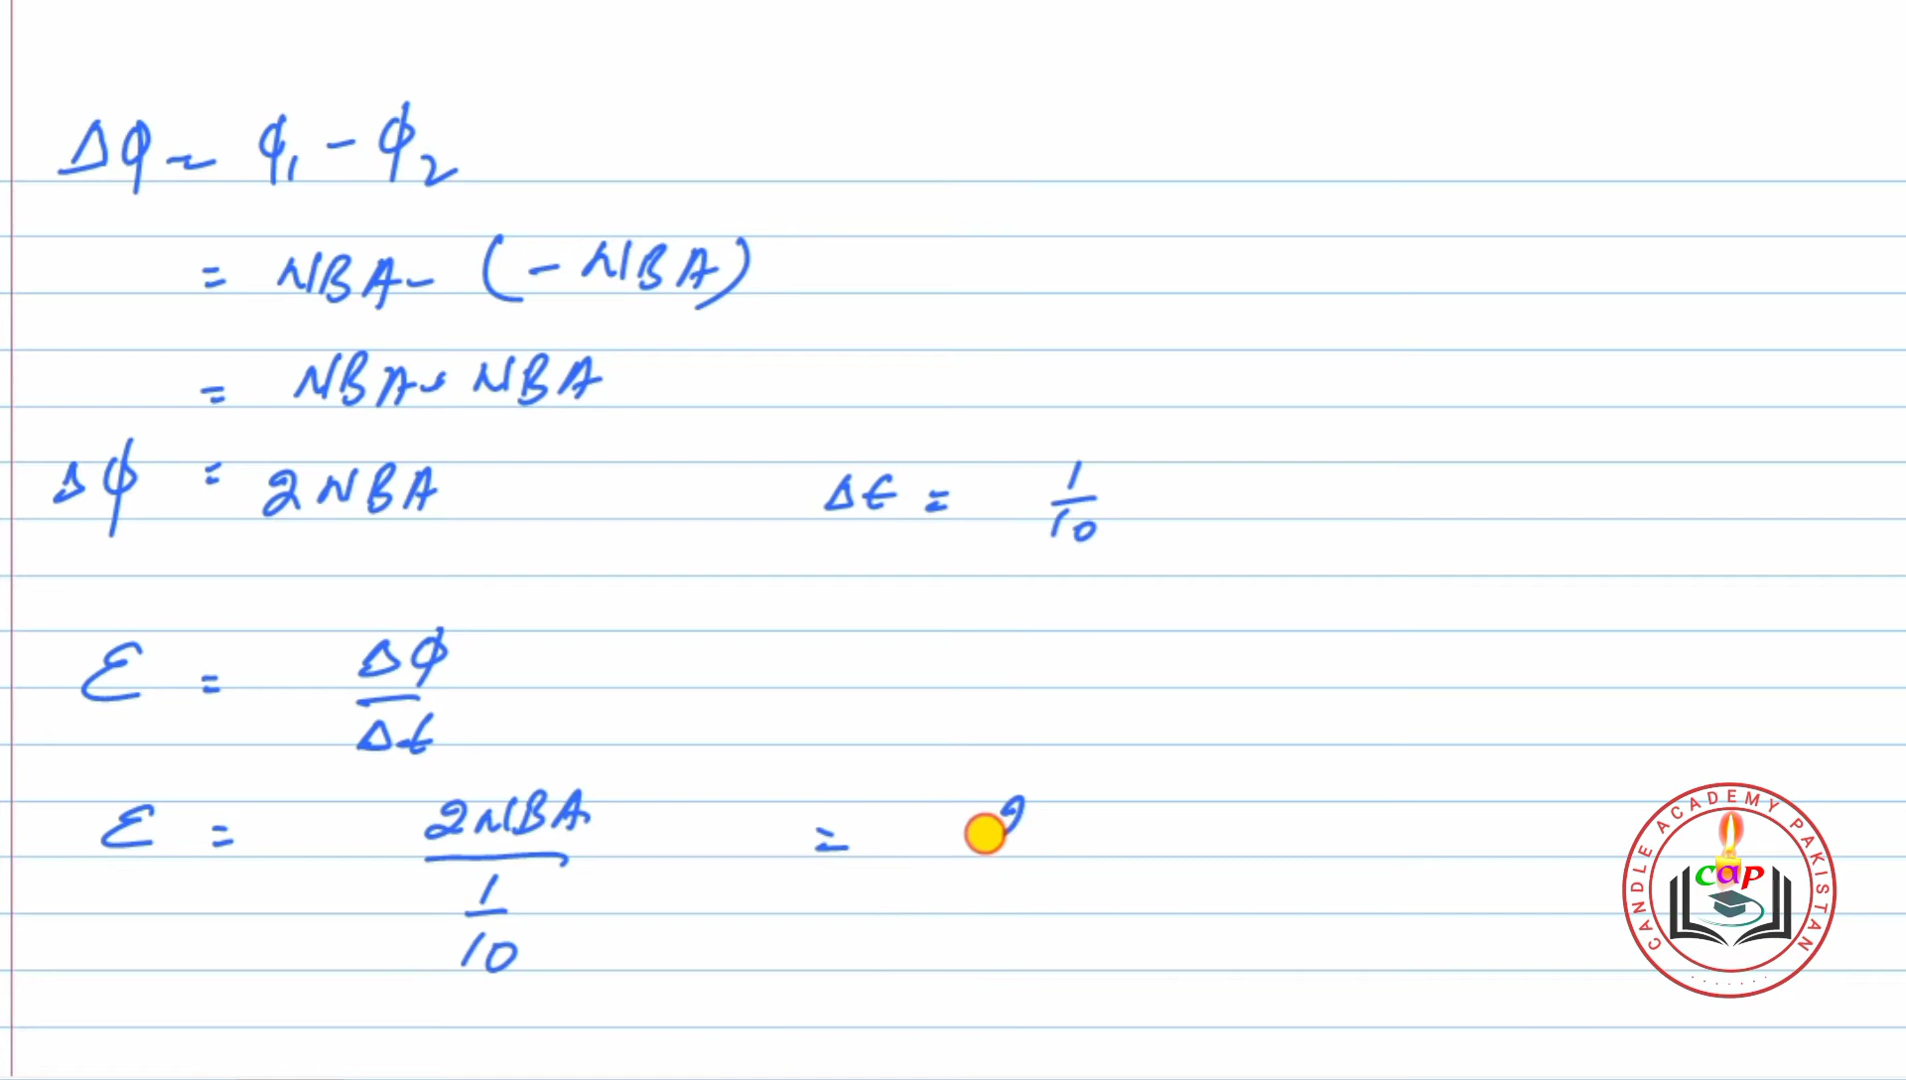 Δφ = φ₁ - φ₂
= NBA - (- NBA)
= NBA + NBA
Δφ = 2NBA
Δt = 1/10
ε = Δφ/Δt
ε = 2NBA / (1/10) = 2
CANDLE ACADEMY PAKISTAN
cap